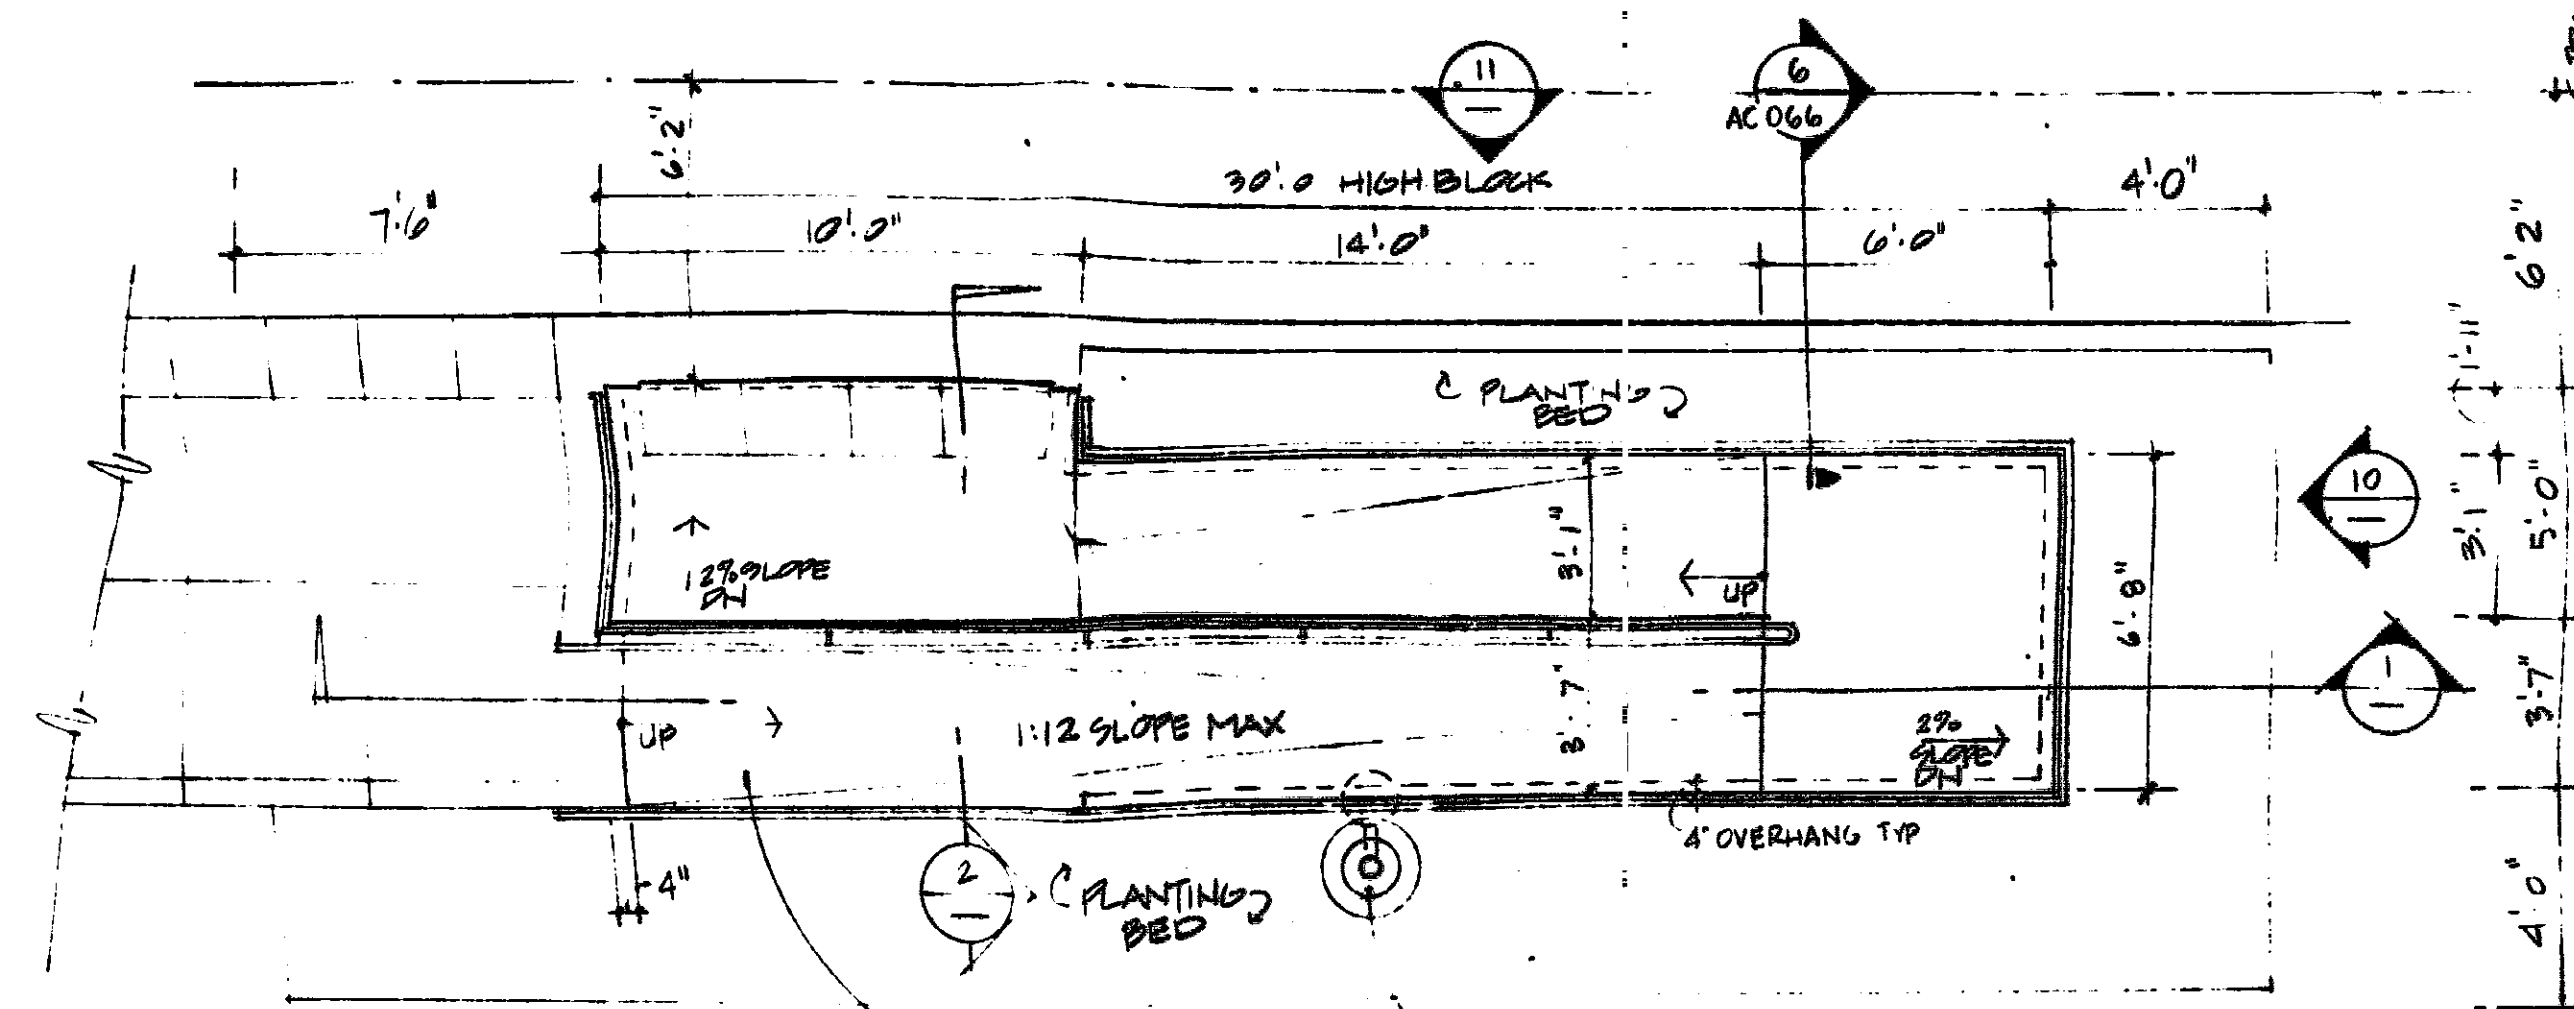 11
—
6
AC 066
30'.0 HIGH BLOCK
4'.0"
6'.2"
7'.6"
10'.0"
14'.0"
6'.0"
6'2"
1'-11"
PLANTING
BED
10
—
3'.1"
3'.1"
5'-0"
2% SLOPE
DN
UP
6'-8"
1
—
3'.7"
3'-7"
UP
1:12 SLOPE MAX
2%
SLOPE
DN
4" OVERHANG TYP
4"
2
—
PLANTING
BED
4'0"